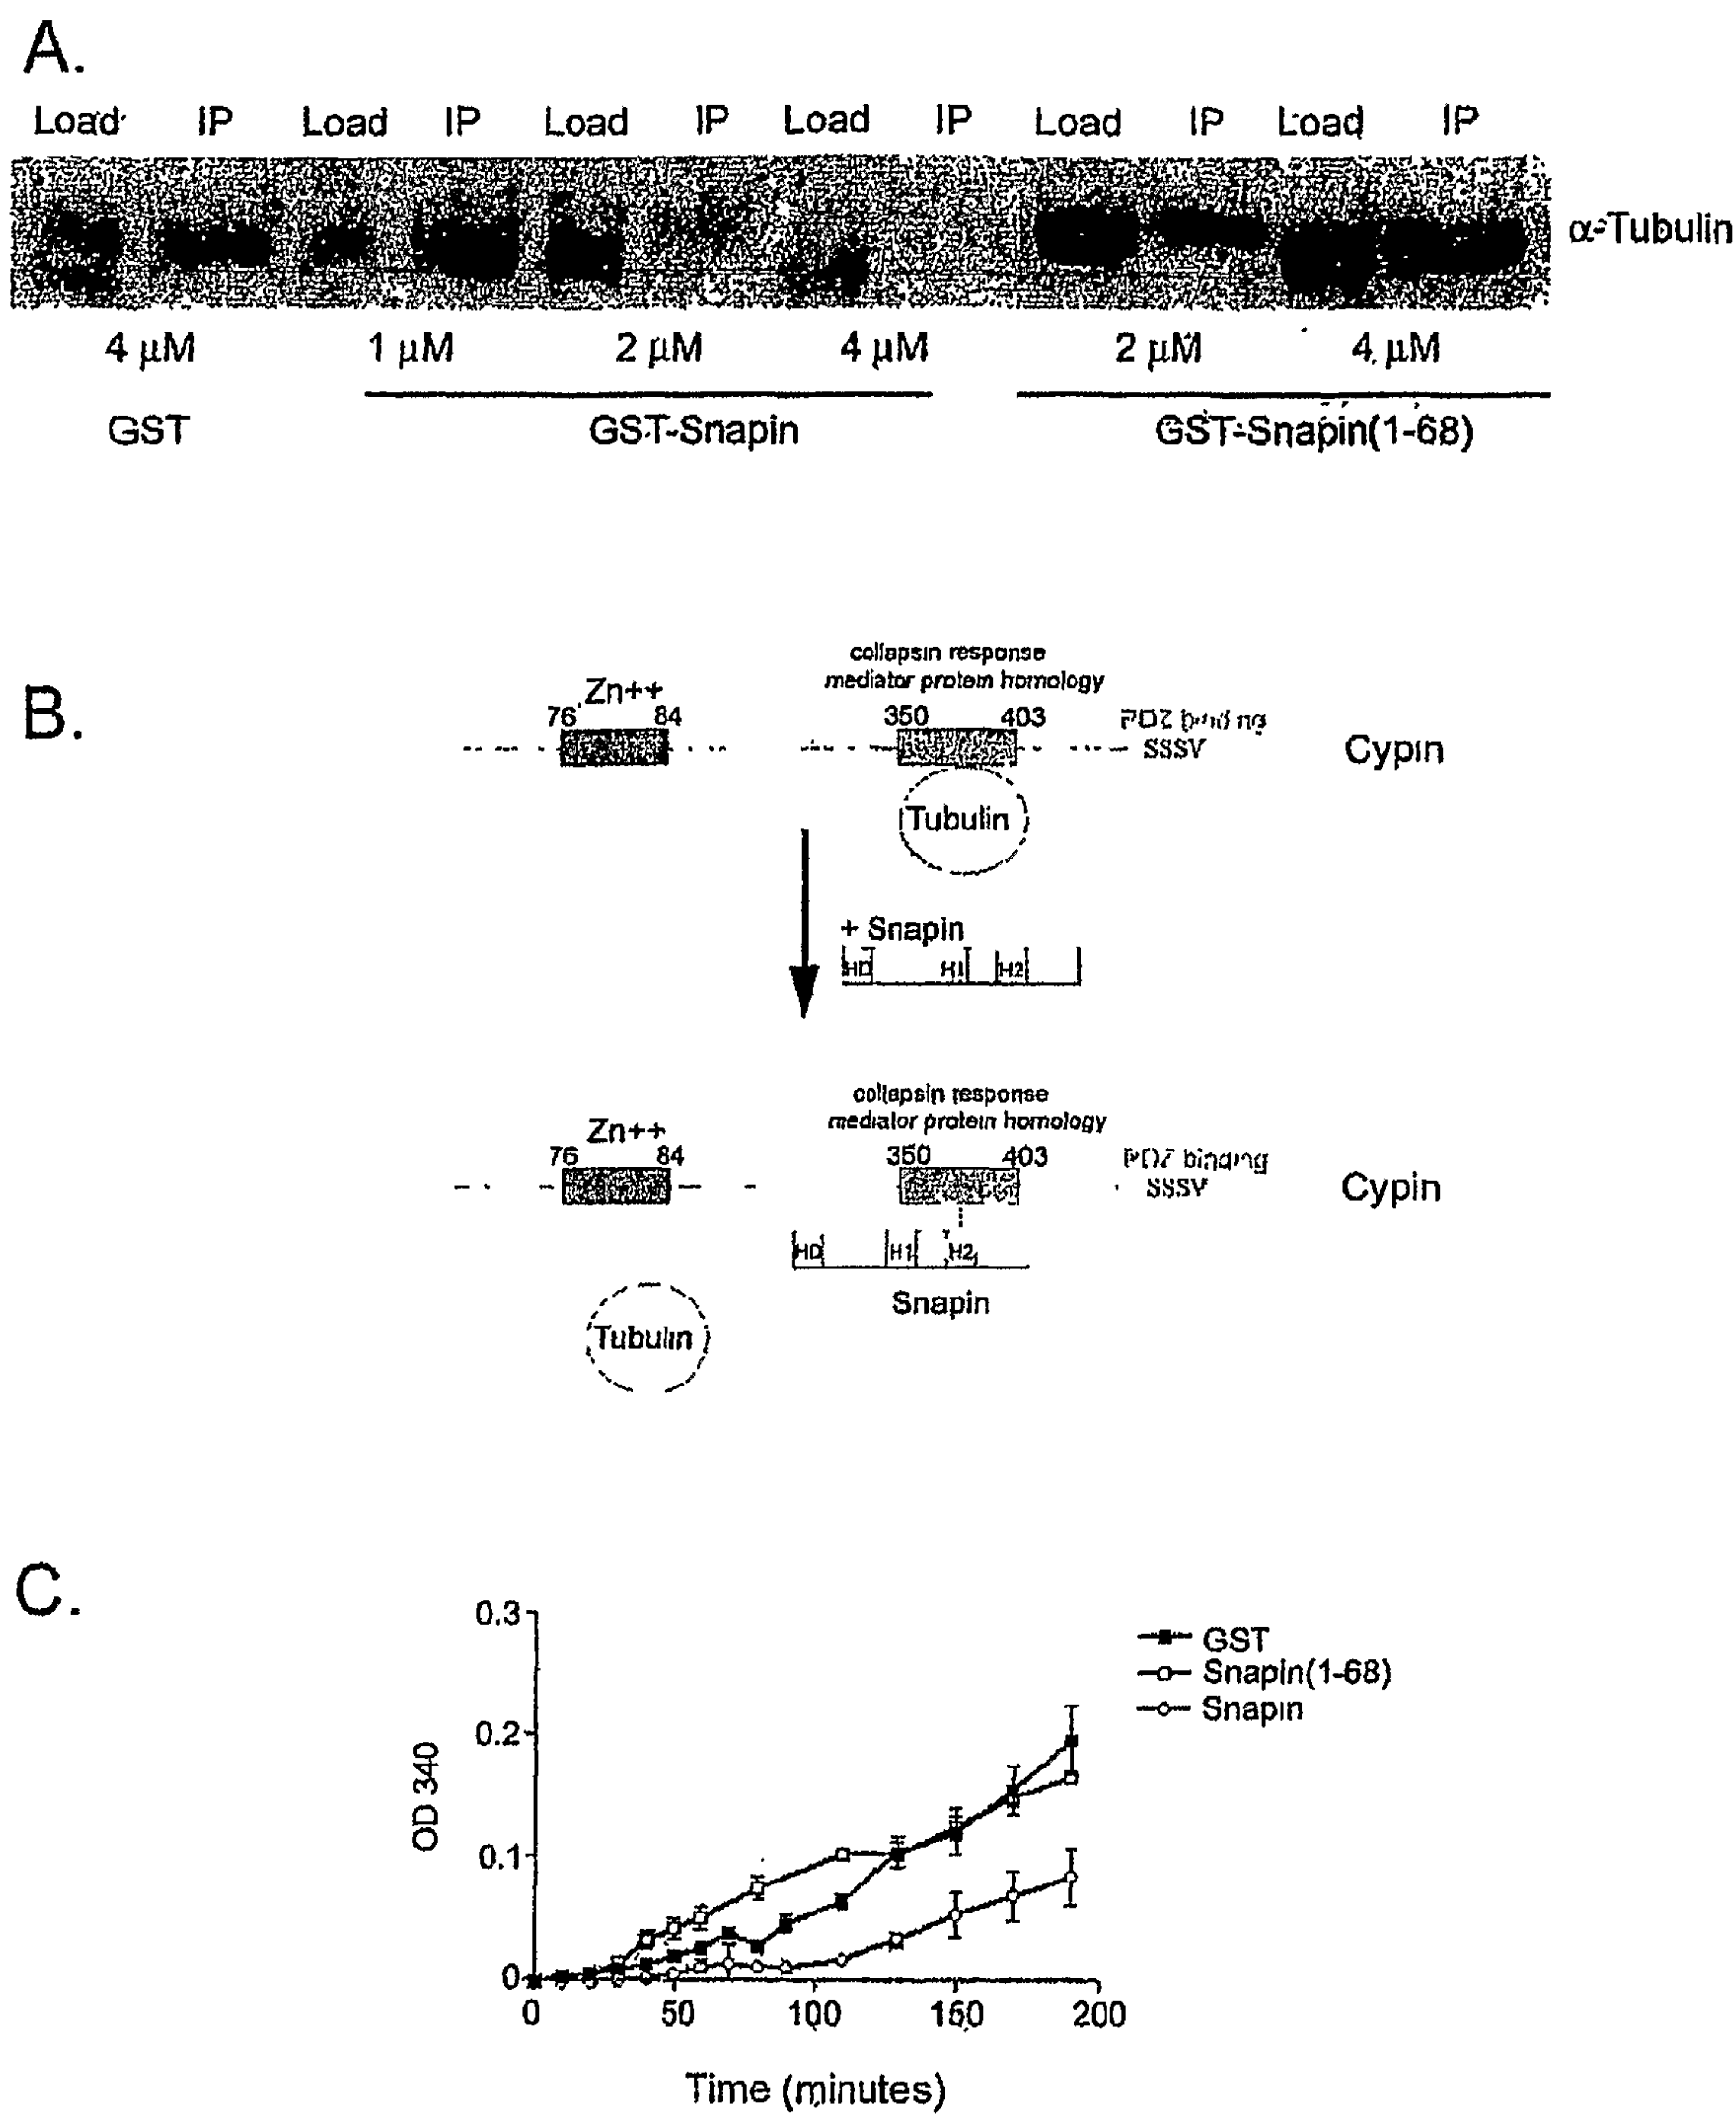 A.
Load IP Load IP Load IP Load IP Load IP Load IP
α-Tubulin
4 µM 1 µM 2 µM 4 µM 2 µM 4 µM
GST GST-Snapin GST-Snapin(1-68)
B.
collapsin response
mediator protein homology
Zn++
76 84 350 403 PDZ binding
SSSV
Cypin
Tubulin
+ Snapin
HD H1 H2
collapsin response
mediator protein homology
Zn++
76 84 350 403 PDZ binding
SSSV
Cypin
HD H1 H2
Snapin
Tubulin
C.
0.3
0.2
0.1
0
OD 340
GST
Snapin(1-68)
Snapin
0 50 100 150 200
Time (minutes)